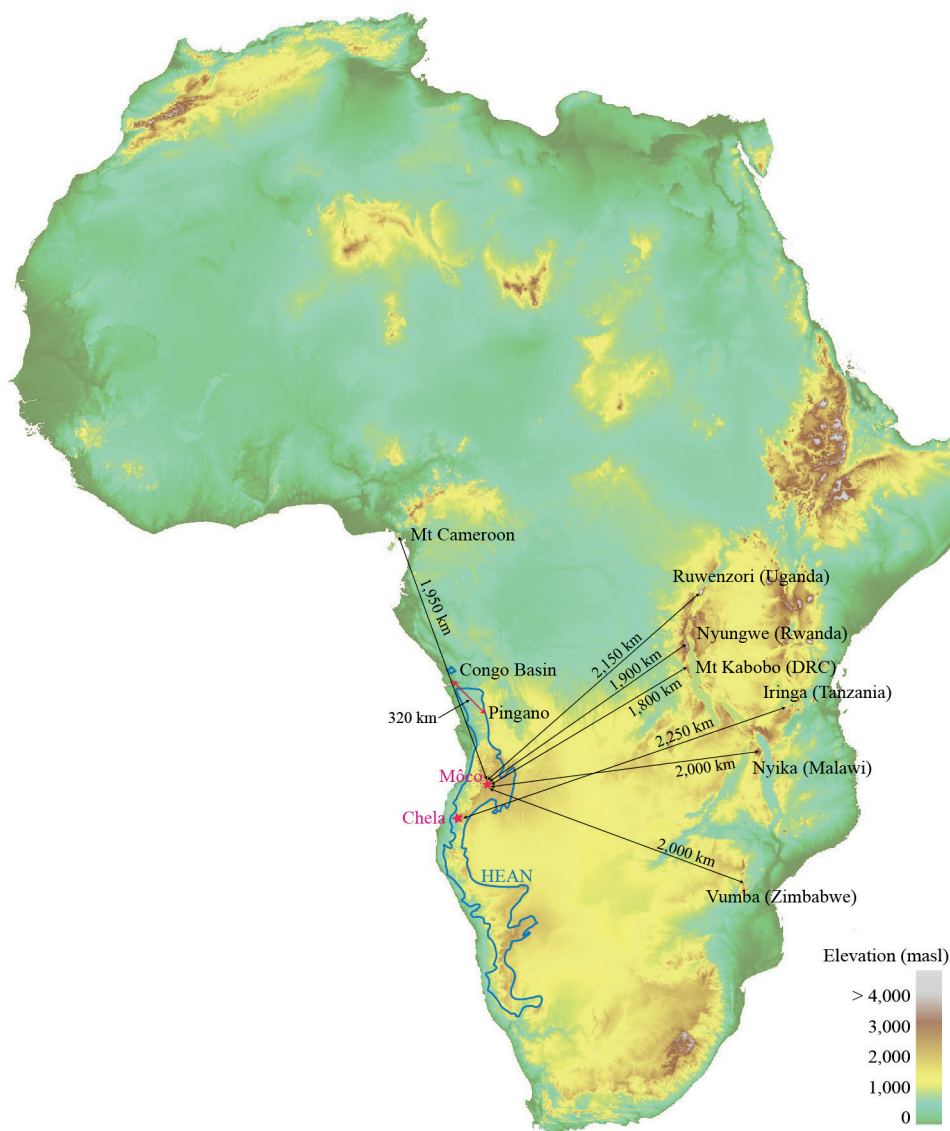 Mt Cameroon
1,950 km
Ruwenzori (Uganda)
2,150 km
Nyungwe (Rwanda)
1,900 km
Mt Kabobo (DRC)
1,800 km
Congo Basin
Iringa (Tanzania)
Pingano
320 km
2,250 km
Môco
2,000 km
Nyika (Malawi)
Chela
2,000 km
HEAN
Vumba (Zimbabwe)
Elevation (masl)
> 4,000
3,000
2,000
1,000
0